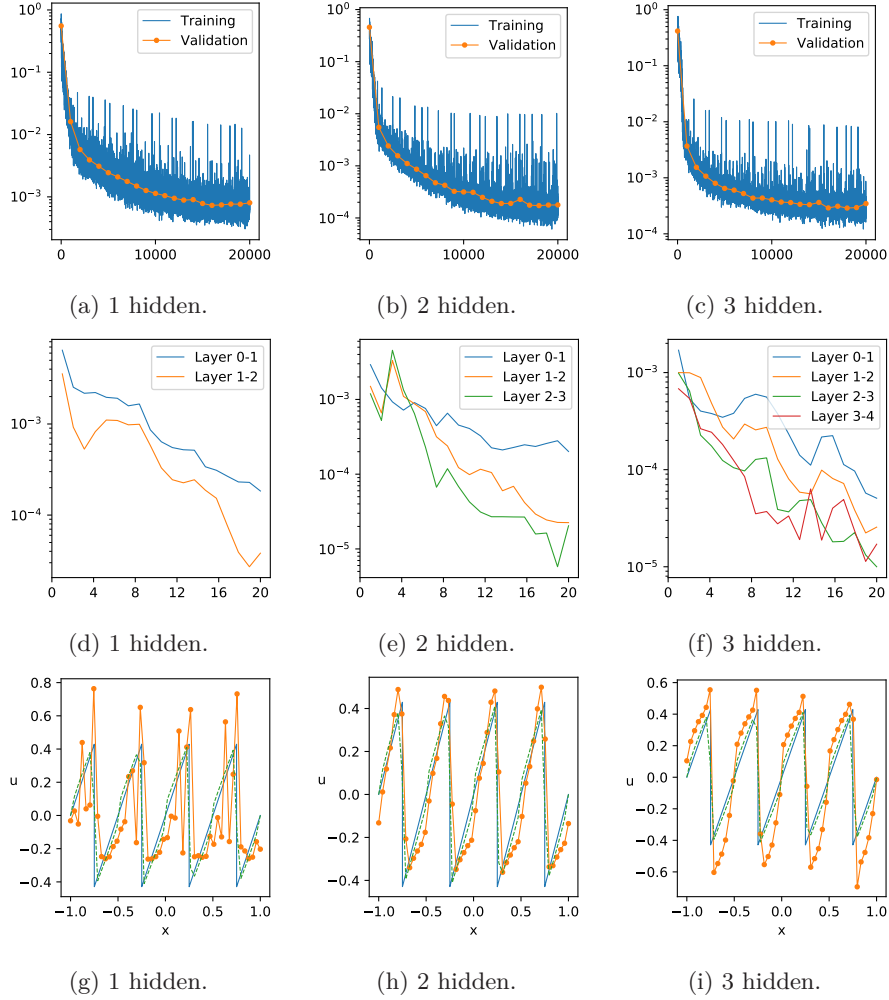 10^0
10^-1
10^-2
10^-3
0 10000 20000
Training
Validation
10^0
10^-1
10^-2
10^-3
10^-4
0 10000 20000
Training
Validation
10^0
10^-1
10^-2
10^-3
10^-4
0 10000 20000
Training
Validation
(a) 1 hidden.
(b) 2 hidden.
(c) 3 hidden.
10^-3
10^-4
0 4 8 12 16 20
Layer 0-1
Layer 1-2
10^-3
10^-4
10^-5
0 4 8 12 16 20
Layer 0-1
Layer 1-2
Layer 2-3
10^-3
10^-4
10^-5
0 4 8 12 16 20
Layer 0-1
Layer 1-2
Layer 2-3
Layer 3-4
(d) 1 hidden.
(e) 2 hidden.
(f) 3 hidden.
0.8
0.6
0.4
0.2
0.0
−0.2
−0.4
u
−1.0 −0.5 0.0 0.5 1.0
x
0.4
0.2
0.0
−0.2
−0.4
u
−1.0 −0.5 0.0 0.5 1.0
x
0.6
0.4
0.2
0.0
−0.2
−0.4
−0.6
u
−1.0 −0.5 0.0 0.5 1.0
x
(g) 1 hidden.
(h) 2 hidden.
(i) 3 hidden.